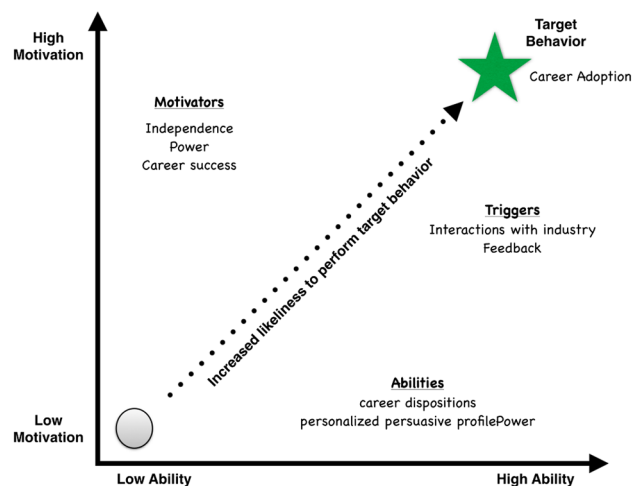 High
Motivation
Target
Behavior
Career Adoption
Motivators
Independence
Power
Career success
Increased likeliness to perform target behavior
Triggers
Interactions with industry
Feedback
Abilities
career dispositions
personalized persuasive profilePower
Low
Motivation
Low Ability
High Ability